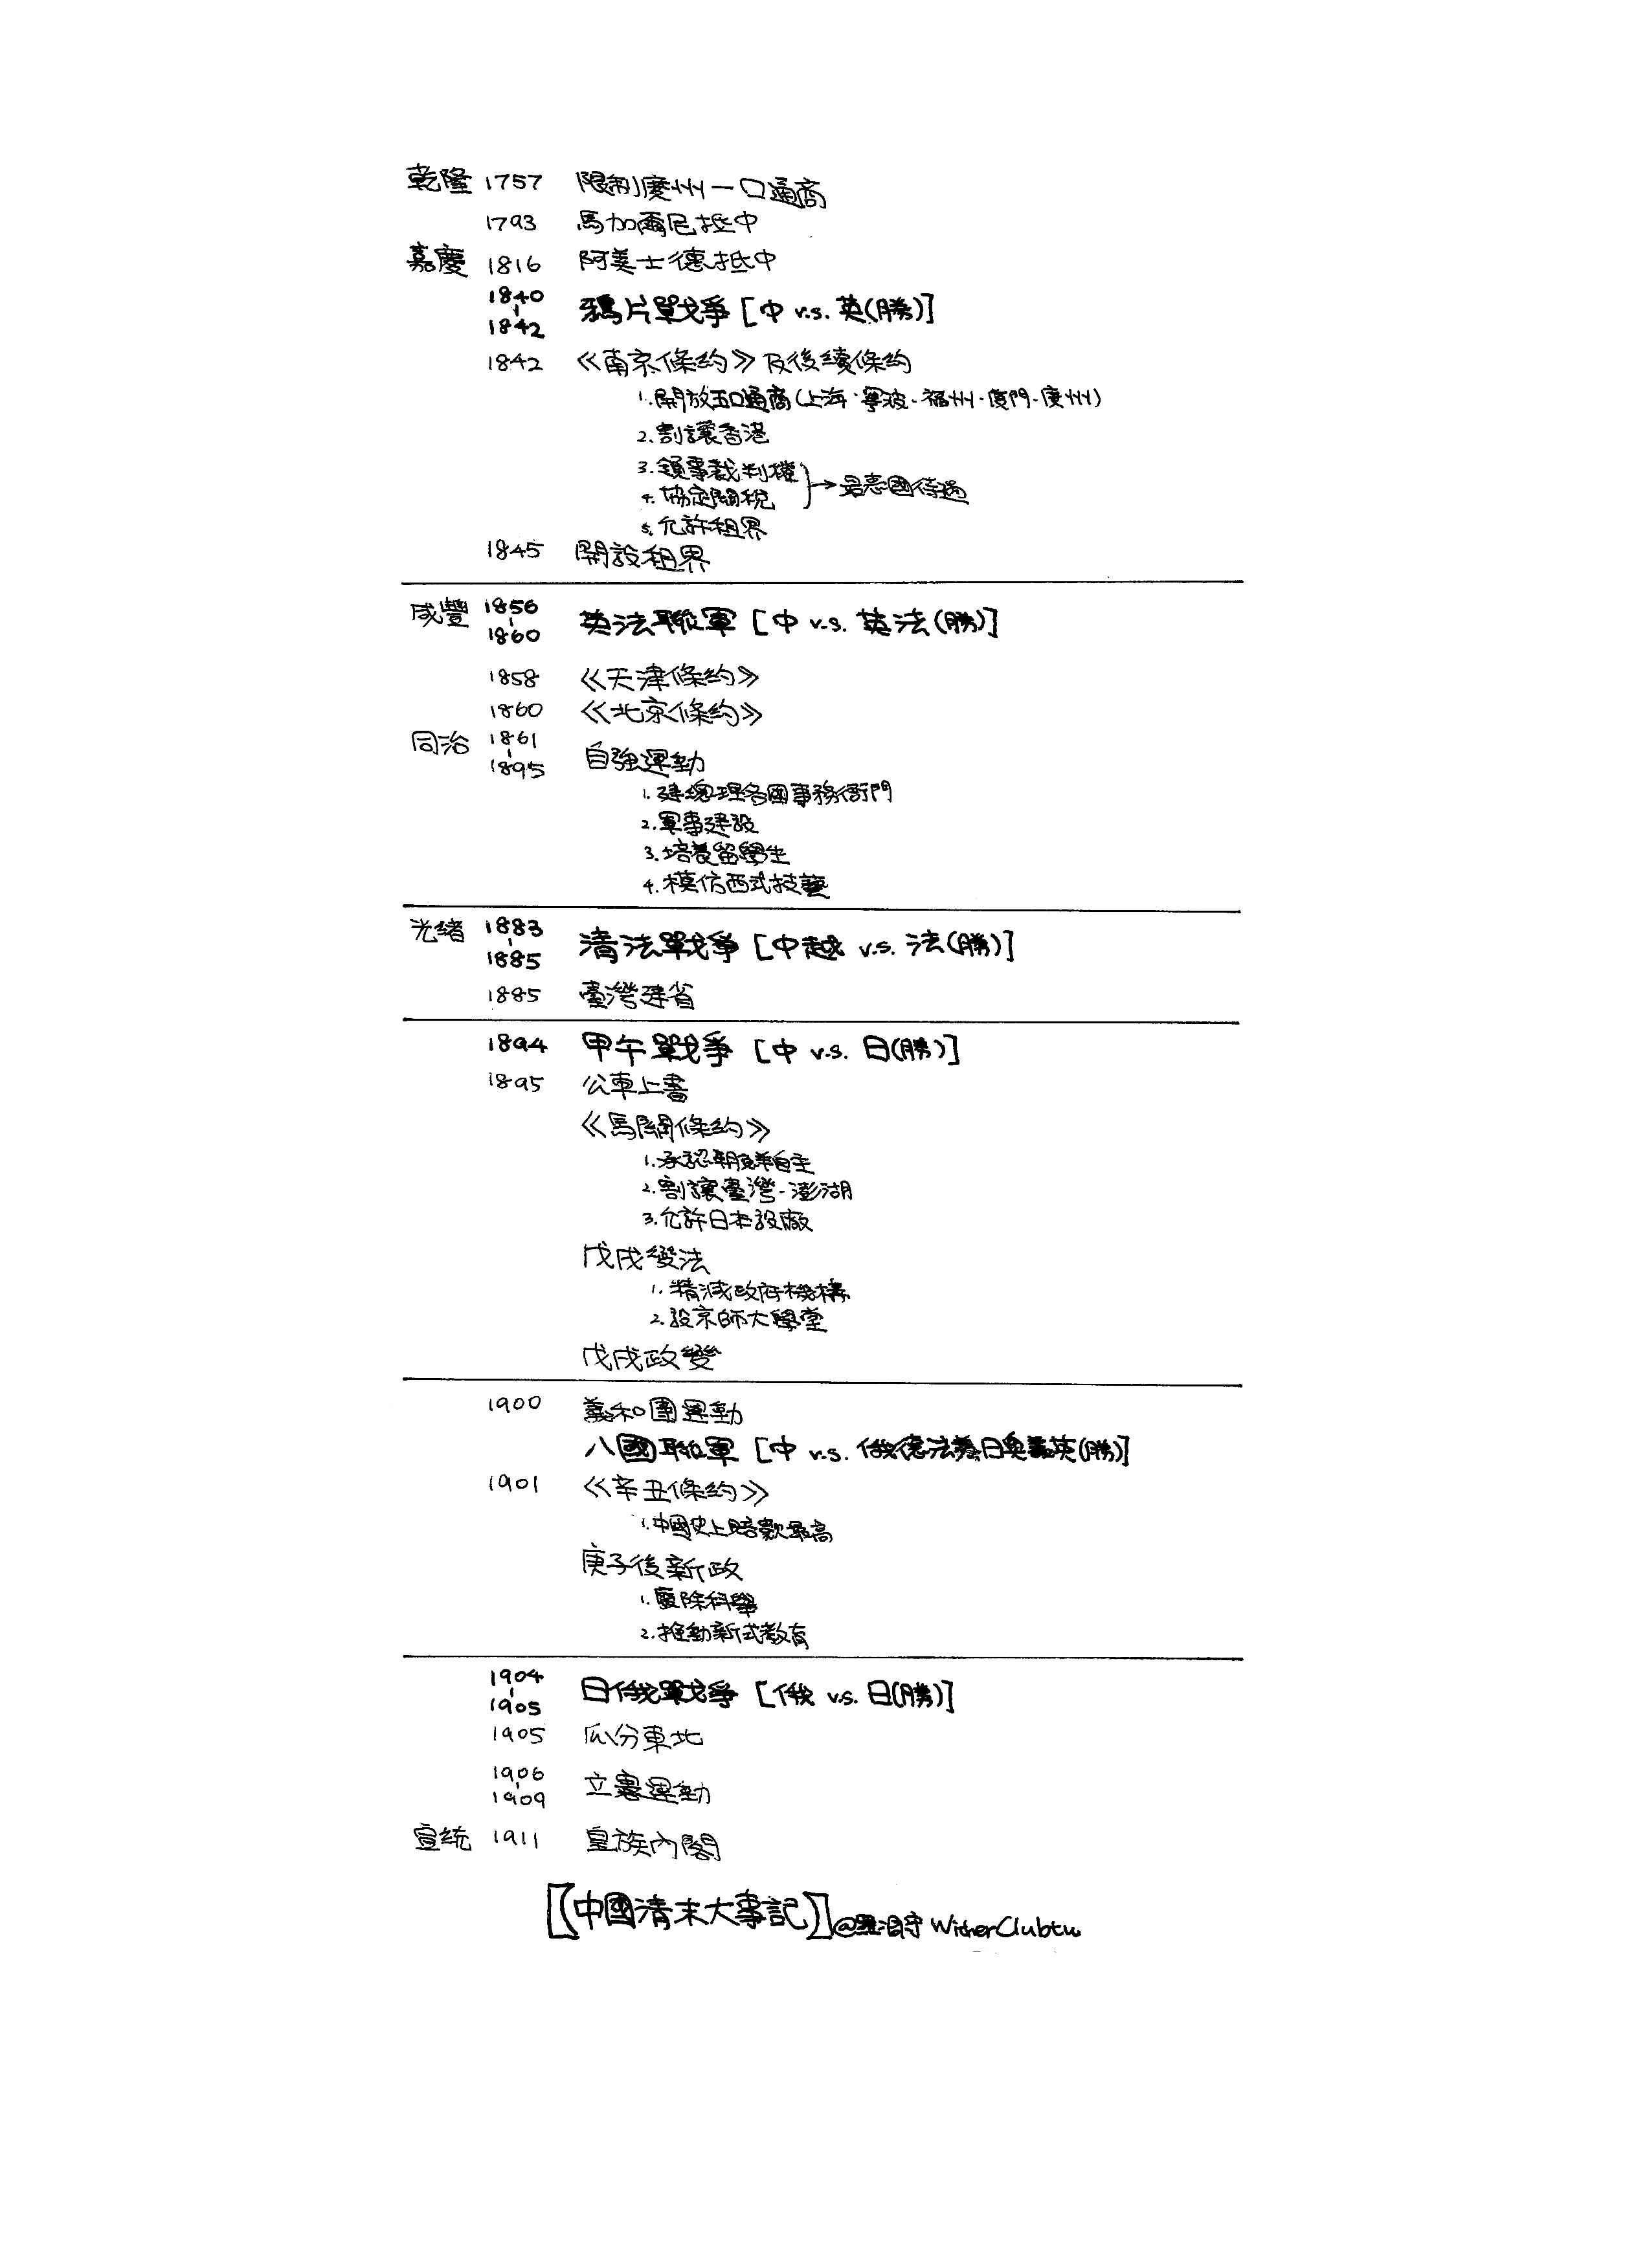 乾隆 1757 限制廣州一口通商
1793 馬加爾尼抵中
嘉慶 1816 阿美士德抵中
1840-1842 鴉片戰爭[中 v.s. 英(勝)]
1842 《南京條約》及後續條約
1.開放五口通商(上海·寧波·福州·廈門·廣州)
2.割讓香港
3.領事裁判權
4.協定關稅 }→最惠國待遇
5.允許租界
1845 開設租界
咸豐 1856-1860 英法聯軍[中 v.s. 英法(勝)]
1858 《天津條約》
1860 《北京條約》
同治 1861-1895 自強運動
1.建總理各國事務衙門
2.軍事建設
3.培養留學生
4.模仿西式技藝
光緒 1883-1885 清法戰爭[中越 v.s. 法(勝)]
1885 臺灣建省
1894 甲午戰爭[中 v.s. 日(勝)]
1895 公車上書
《馬關條約》
1.承認朝鮮自主
2.割讓臺灣·澎湖
3.允許日本設廠
戊戌變法
1.精減政府機構
2.設京師大學堂
戊戌政變
1900 義和團運動
八國聯軍[中 v.s. 俄德法美日奧義英(勝)]
1901 《辛丑條約》
1.中國史上賠款最高
庚子後新政
1.廢除科舉
2.推動新式教育
1904-1905 日俄戰爭[俄 v.s. 日(勝)]
1905 瓜分東北
1906-1909 立憲運動
宣統 1911 皇族內閣
【中國清末大事記】@ WitherClubtw